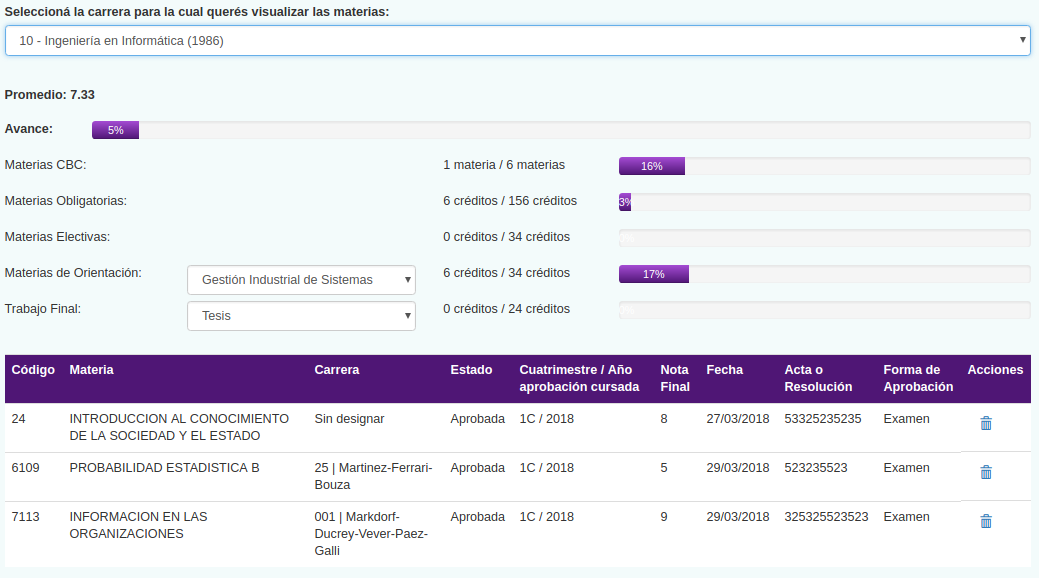 Seleccioná la carrera para la cual querés visualizar las materias:
10 - Ingeniería en Informática (1986)
Promedio: 7.33
Avance: 5%
Materias CBC: 1 materia / 6 materias 16%
Materias Obligatorias: 6 créditos / 156 créditos 3%
Materias Electivas: 0 créditos / 34 créditos
Materias de Orientación: Gestión Industrial de Sistemas 6 créditos / 34 créditos 17%
Trabajo Final: Tesis 0 créditos / 24 créditos
Código Materia Carrera Estado Cuatrimestre / Año Nota Fecha Acta o Forma de Acciones
aprobación cursada Final Resolución Aprobación
24 INTRODUCCION AL CONOCIMIENTO Sin designar Aprobada 1C / 2018 8 27/03/2018 53325235235 Examen
DE LA SOCIEDAD Y EL ESTADO
6109 PROBABILIDAD ESTADISTICA B 25 | Martinez-Ferrari- Aprobada 1C / 2018 5 29/03/2018 523235523 Examen
Bouza
7113 INFORMACION EN LAS 001 | Markdorf- Aprobada 1C / 2018 9 29/03/2018 325325523523 Examen
ORGANIZACIONES Ducrey-Vever-Paez-
Galli